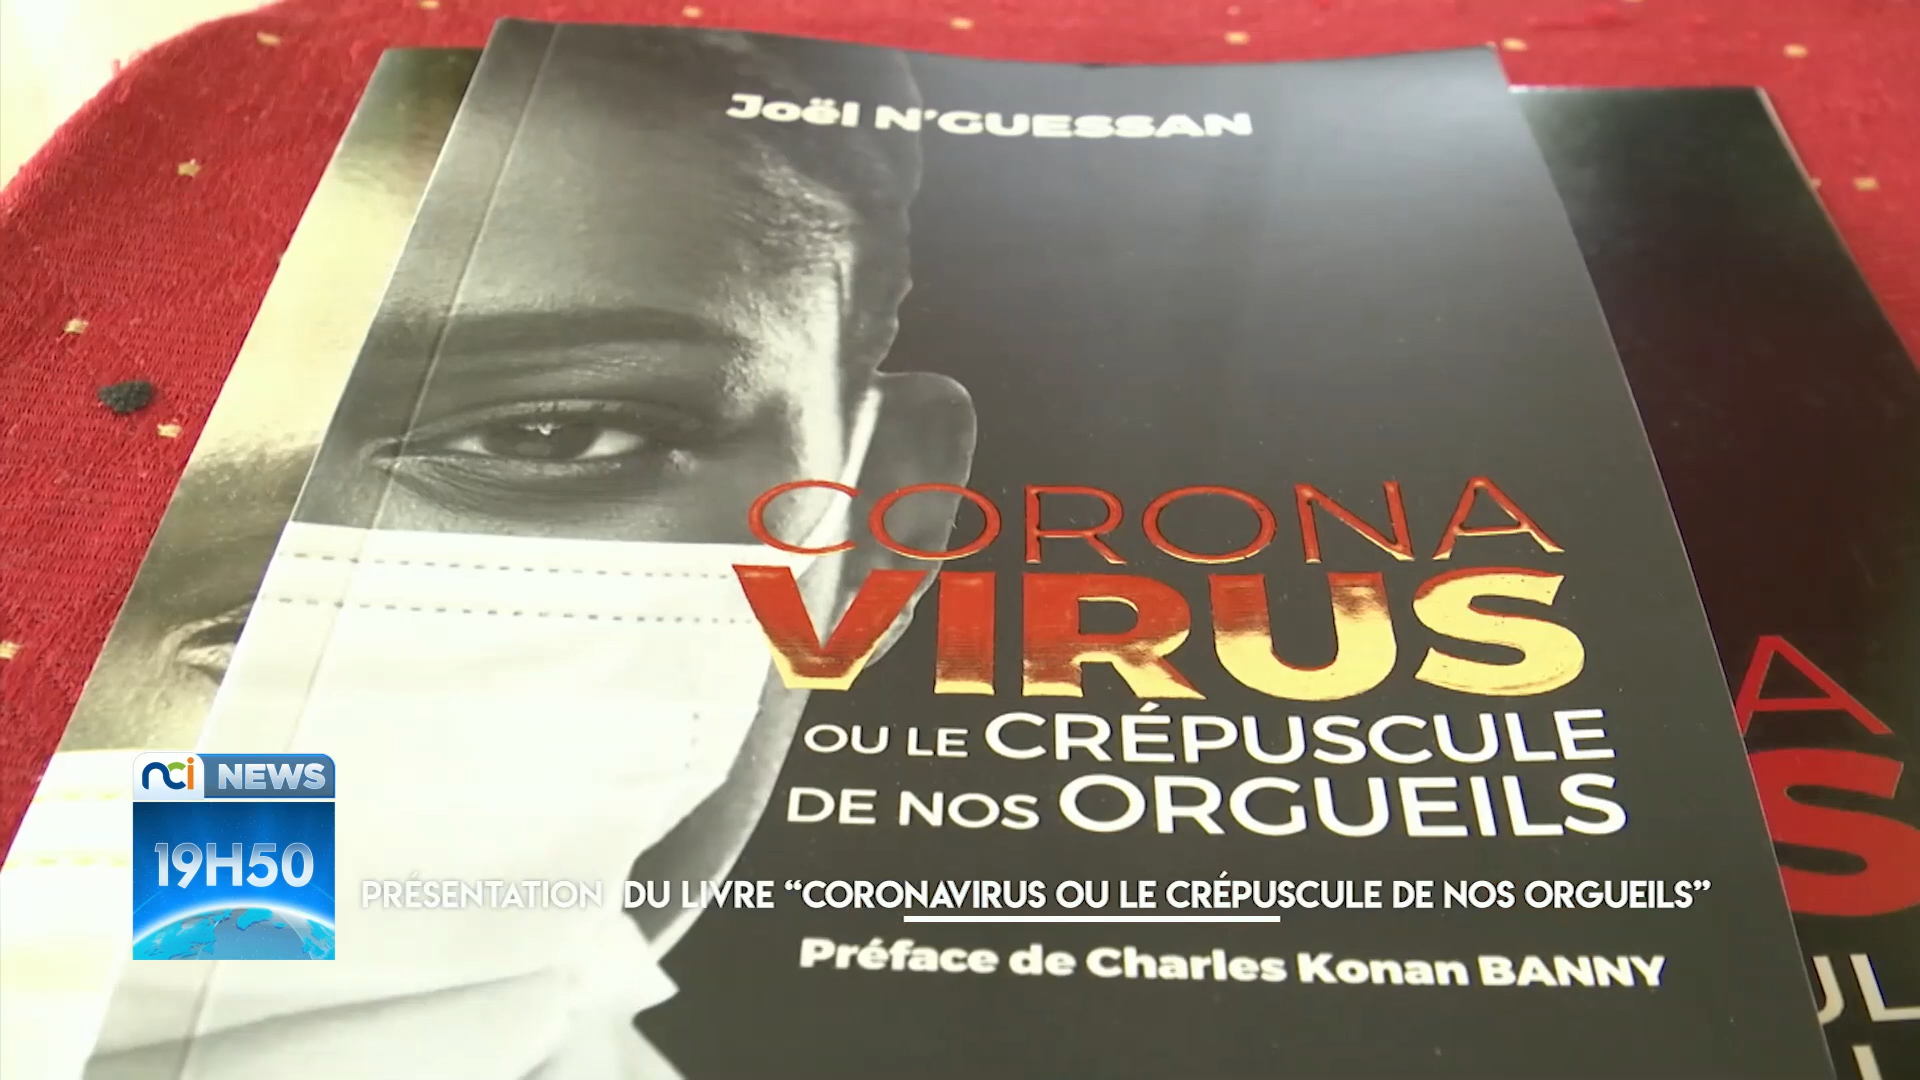 Joël N'GUESSAN
CORONA
VIRUS
OU LE CRÉPUSCULE
DE NOS ORGUEILS
nci NEWS
19H50
PRÉSENTATION DU LIVRE “CORONAVIRUS OU LE CRÉPUSCULE DE NOS ORGUEILS”
Préface de Charles Konan BANNY
A
S
UL
L